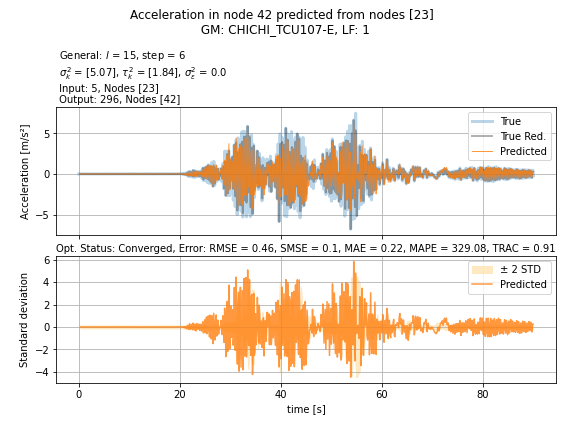 Acceleration in node 42 predicted from nodes [23]
GM: CHICHI_TCU107-E, LF: 1
General: l = 15, step = 6
σ²ₖ = [5.07], τ²ₖ = [1.84], σ²ε = 0.0
Input: 5, Nodes [23]
Output: 296, Nodes [42]
Acceleration [m/s²]
5
0
−5
True
True Red.
Predicted
Opt. Status: Converged, Error: RMSE = 0.46, SMSE = 0.1, MAE = 0.22, MAPE = 329.08, TRAC = 0.91
Standard deviation
6
4
2
0
−2
−4
± 2 STD
Predicted
0 20 40 60 80
time [s]